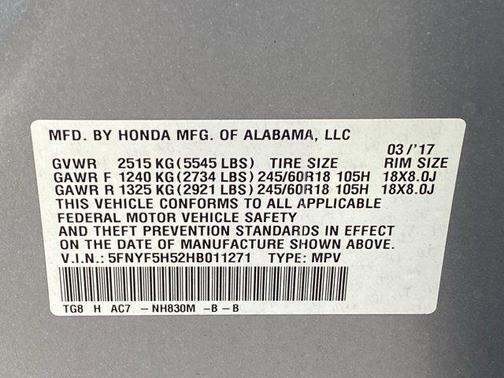 MFD. BY HONDA MFG. OF ALABAMA, LLC
03/'17
GVWR 2515 KG(5545 LBS) TIRE SIZE RIM SIZE
GAWR F 1240 KG(2734 LBS)245/60R18 105H 18X8.0J
GAWR R 1325 KG(2921 LBS)245/60R18 105H 18X8.0J
THIS VEHICLE CONFORMS TO ALL APPLICABLE
FEDERAL MOTOR VEHICLE SAFETY
AND THEFT PREVENTION STANDARDS IN EFFECT
ON THE DATE OF MANUFACTURE SHOWN ABOVE.
V.I.N.: 5FNYF5H52HB011271 TYPE: MPV
TG8 H AC7 -NH830M -B-B